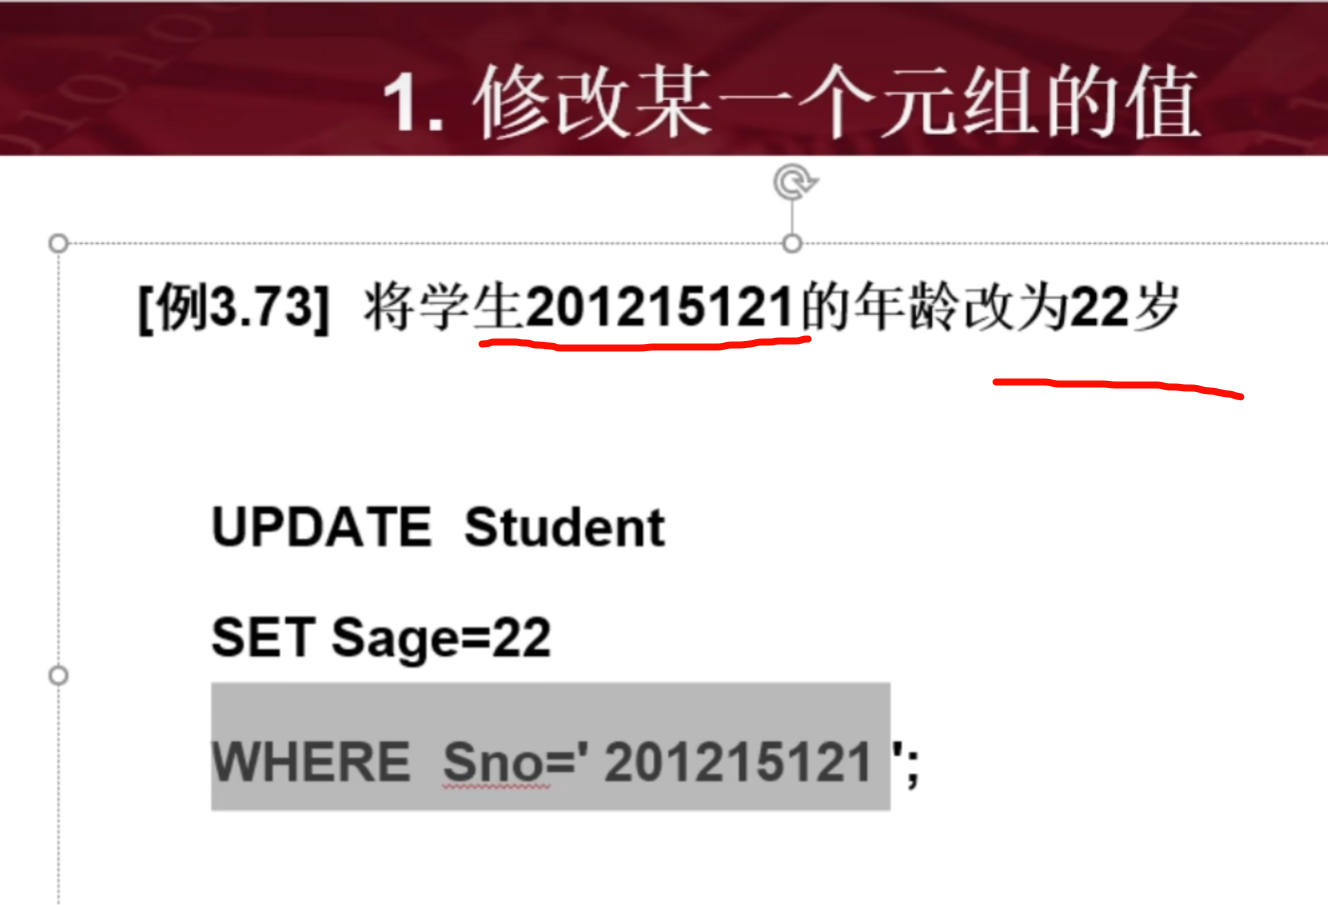 1. 修改某一个元组的值
[例3.73] 将学生201215121的年龄改为22岁
UPDATE Student
SET Sage=22
WHERE Sno=' 201215121 ';